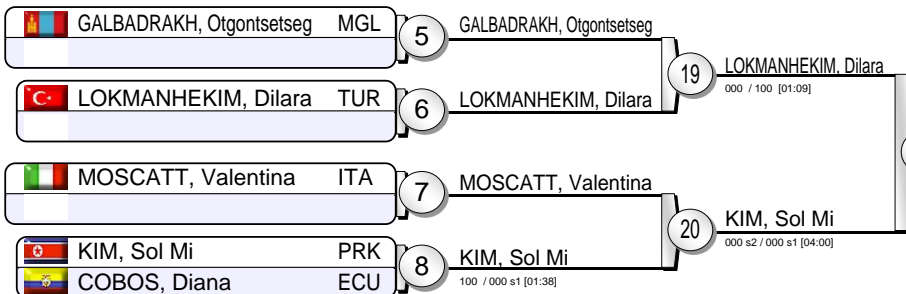 GALBADRAKH, Otgontsetseg MGL
5
GALBADRAKH, Otgontsetseg
19
LOKMANHEKIM, Dilara
000 / 100 [01:09]
LOKMANHEKIM, Dilara TUR
6
LOKMANHEKIM, Dilara
MOSCATT, Valentina ITA
7
MOSCATT, Valentina
20
KIM, Sol Mi
000 s2 / 000 s1 [04:00]
KIM, Sol Mi PRK
COBOS, Diana ECU
8
KIM, Sol Mi
100 / 000 s1 [01:38]